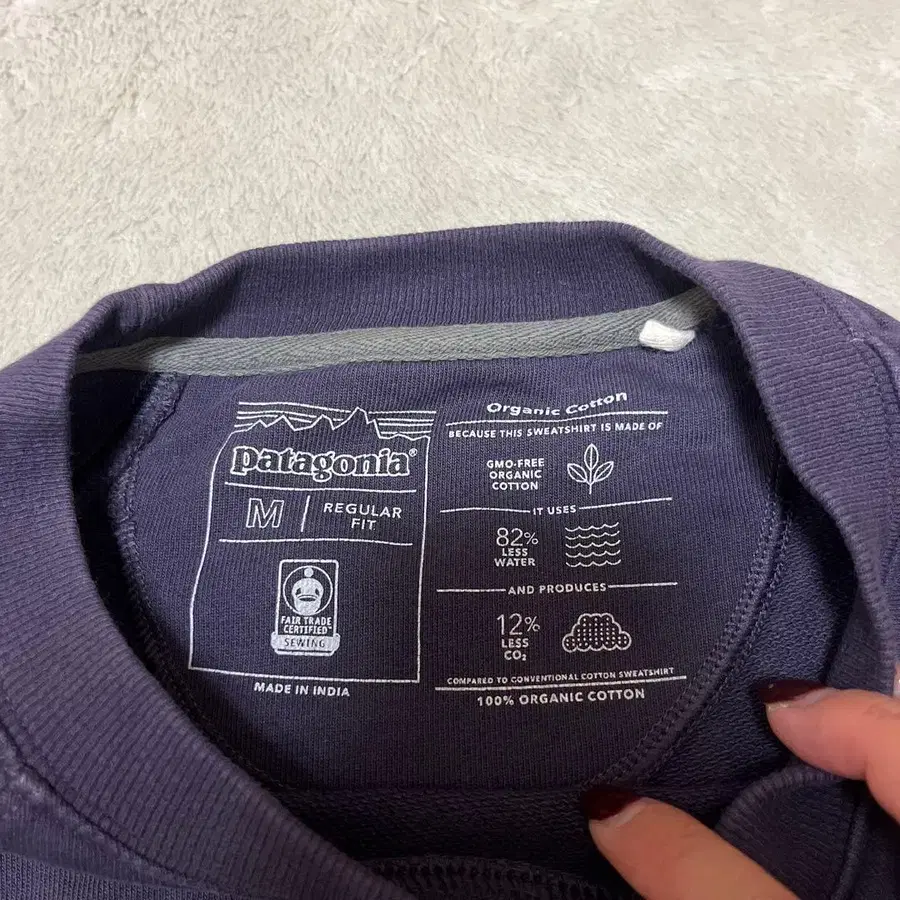 patagonia®
M
REGULAR
FIT
FAIR TRADE
CERTIFIED™
SEWING
MADE IN INDIA
Organic Cotton
BECAUSE THIS SWEATSHIRT IS MADE OF
GMO-FREE
ORGANIC
COTTON
IT USES
82%
LESS
WATER
AND PRODUCES
12%
LESS
CO₂
COMPARED TO CONVENTIONAL COTTON SWEATSHIRT
100% ORGANIC COTTON